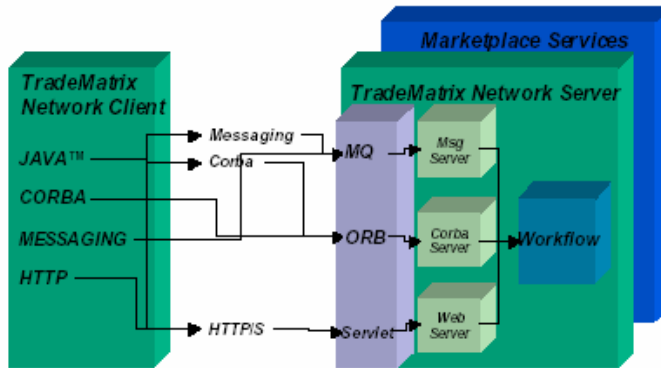 Marketplace Services
TradeMatrix
Network Client
TradeMatrix Network Server
JAVA™
CORBA
MESSAGING
HTTP
Messaging
Corba
HTTP/S
MQ
ORB
Servlet
Msg
Server
Corba
Server
Web
Server
Workflow